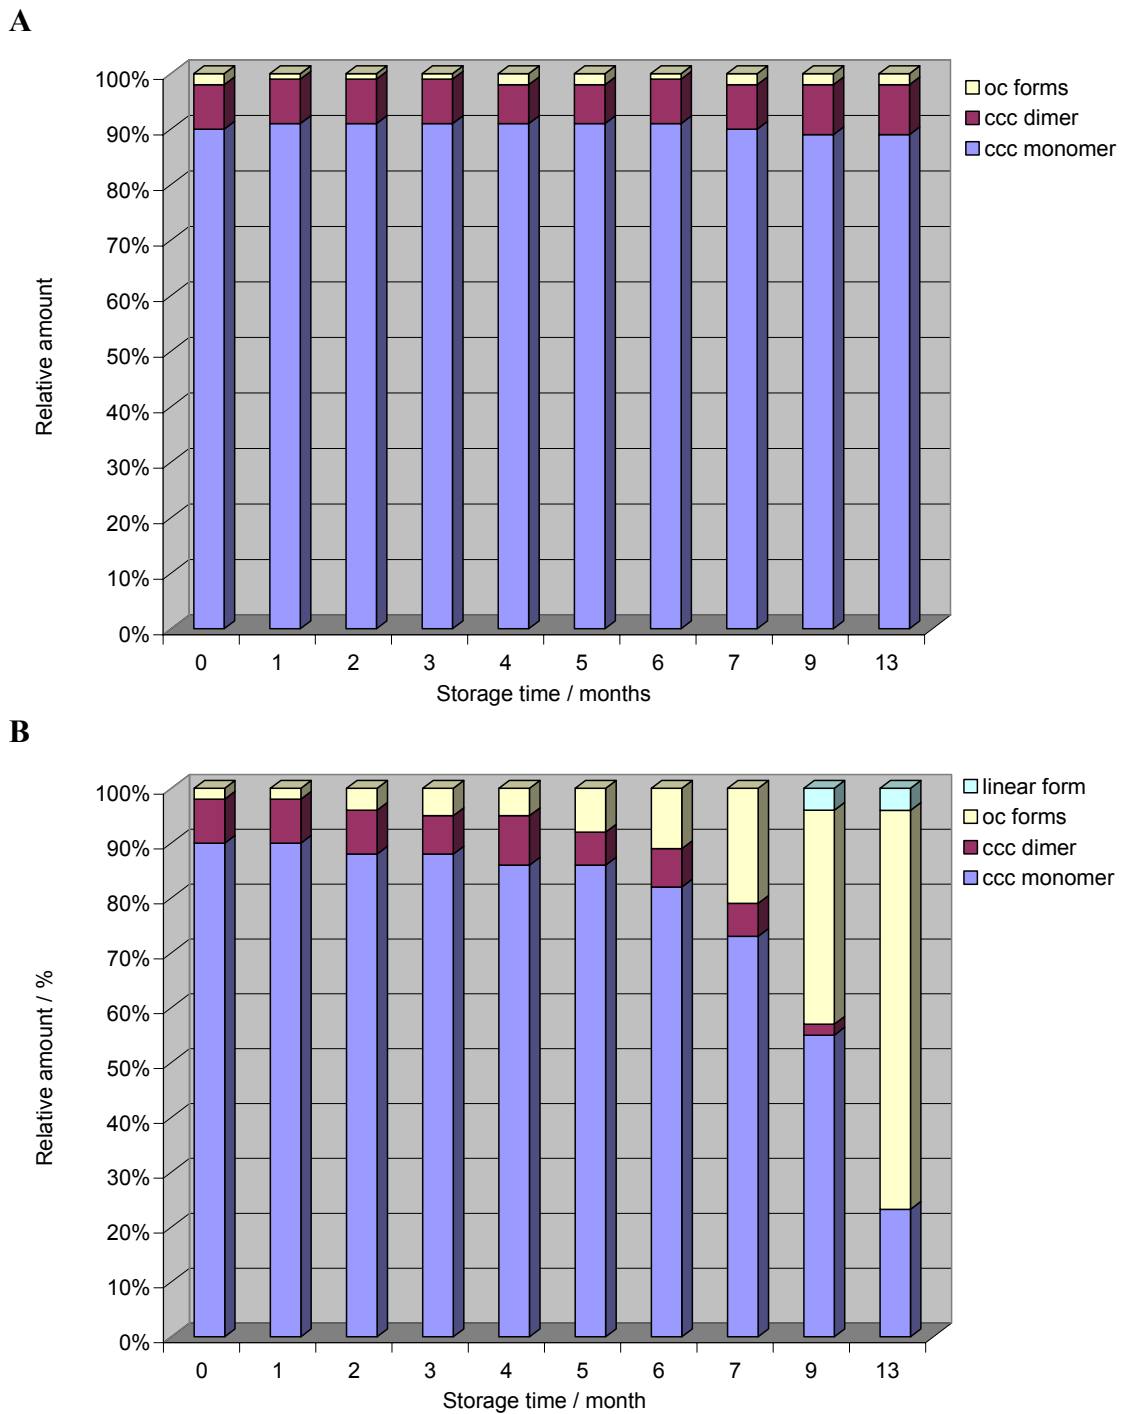 A
100%
90%
80%
70%
60%
50%
40%
30%
20%
10%
0%
Relative amount
0 1 2 3 4 5 6 7 9 13
Storage time / months
oc forms
ccc dimer
ccc monomer
B
100%
90%
80%
70%
60%
50%
40%
30%
20%
10%
0%
Relative amount / %
0 1 2 3 4 5 6 7 9 13
Storage time / month
linear form
oc forms
ccc dimer
ccc monomer